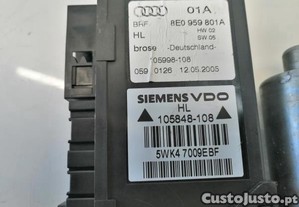 01A
BRF 8E0 959 801A
HL HW 02
SW 05
brose -Deutschland-
105998-108
059 0126 12.05.2005
SIEMENS VDO
HL
105848-108
5WK4 7009EBF
CustoJusto.pt